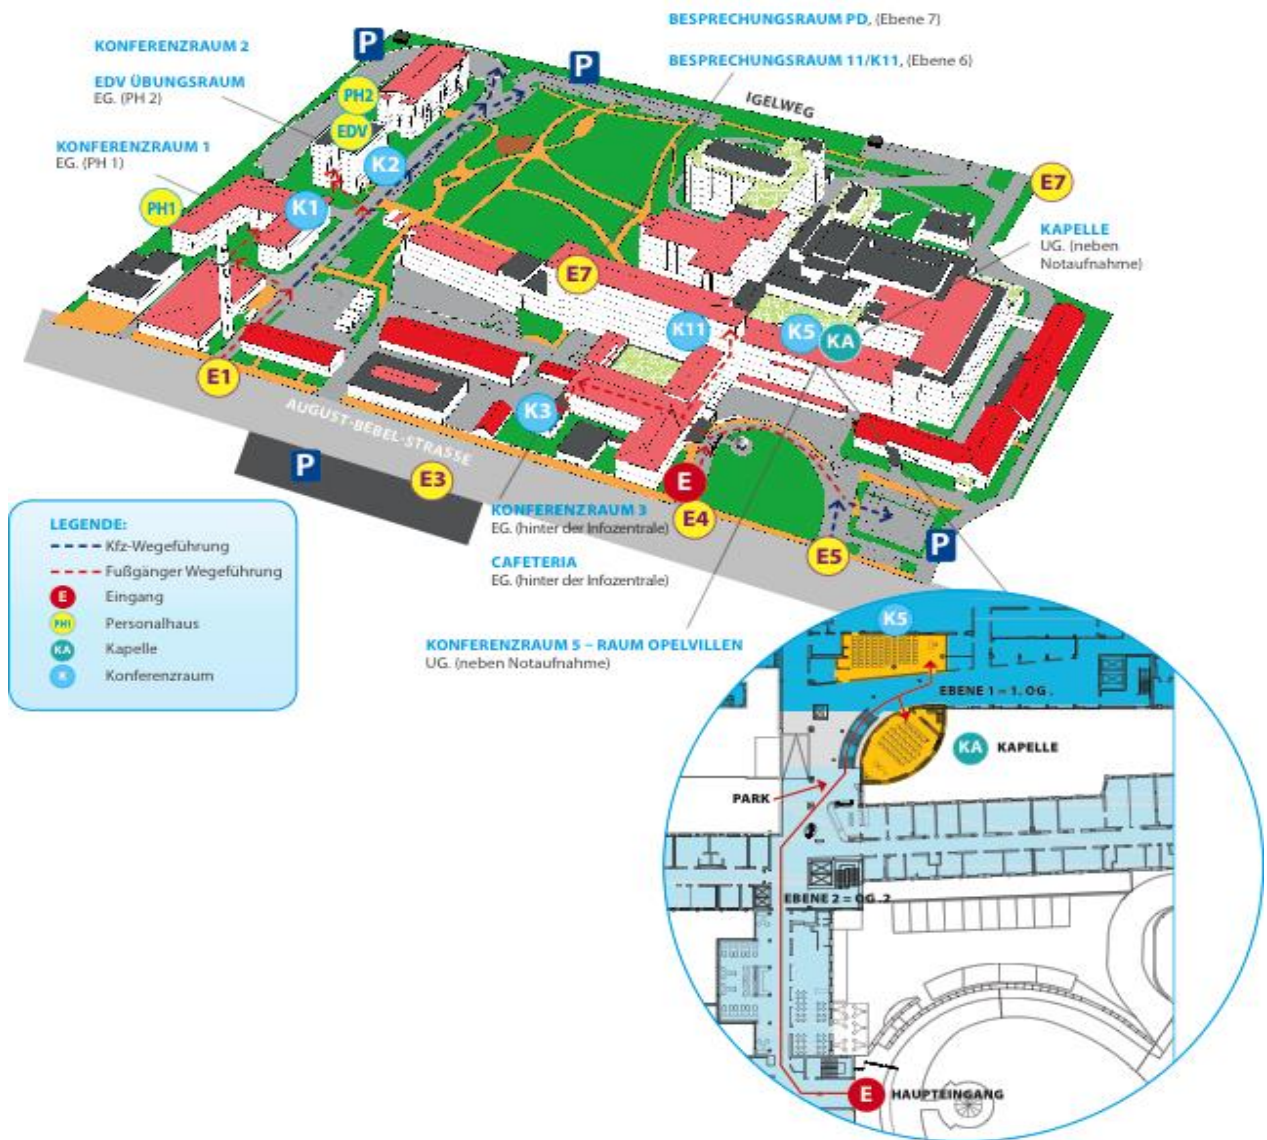 BESPRECHUNGSRAUM PD, (Ebene 7)
BESPRECHUNGSRAUM 11/K11, (Ebene 6)
KONFERENZRAUM 2
EDV ÜBUNGSRAUM
EG. (PH 2)
KONFERENZRAUM 1
EG. (PH 1)
P
P
IGELWEG
PH2
EDV
K2
PH1
K1
E7
KAPELLE
UG. (neben
Notaufnahme)
E7
K11
K5
KA
E1
K3
AUGUST-BEBEL-STRASSE
P
E3
E
E4
E5
P
KONFERENZRAUM 3
EG. (hinter der Infozentrale)
CAFETERIA
EG. (hinter der Infozentrale)
KONFERENZRAUM 5 – RAUM OPELVILLEN
UG. (neben Notaufnahme)
LEGENDE:
Kfz-Wegeführung
Fußgänger Wegeführung
E Eingang
PH1 Personalhaus
KA Kapelle
K Konferenzraum
K5
EBENE 1 = 1. OG .
KA KAPELLE
PARK
EBENE 2 = OG .2
E HAUPTEINGANG